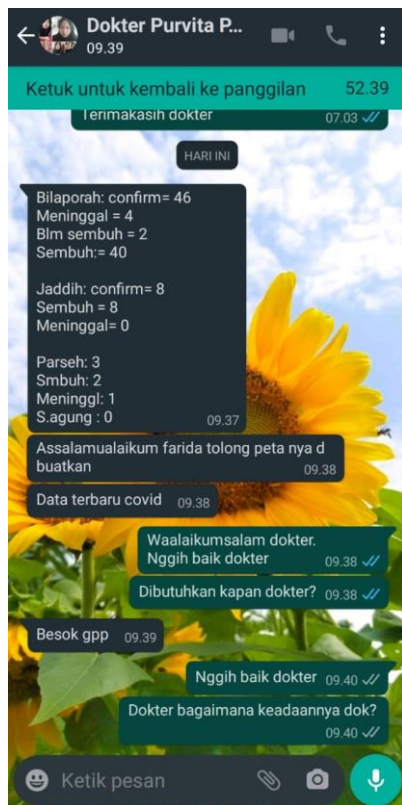 Dokter Purvita P...
09.39
Ketuk untuk kembali ke panggilan 52.39
Terimakasih dokter 07.03
HARI INI
Bilaporah: confirm= 46
Meninggal = 4
Blm sembuh = 2
Sembuh:= 40
Jaddih: confirm= 8
Sembuh = 8
Meninggal= 0
Parseh: 3
Smbuh: 2
Meninggl: 1
S.agung : 0 09.37
Assalamualaikum farida tolong peta nya d
buatkan 09.38
Data terbaru covid 09.38
Waalaikumsalam dokter.
Nggih baik dokter 09.38
Dibutuhkan kapan dokter? 09.38
Besok gpp 09.39
Nggih baik dokter 09.40
Dokter bagaimana keadaannya dok?
09.40
Ketik pesan